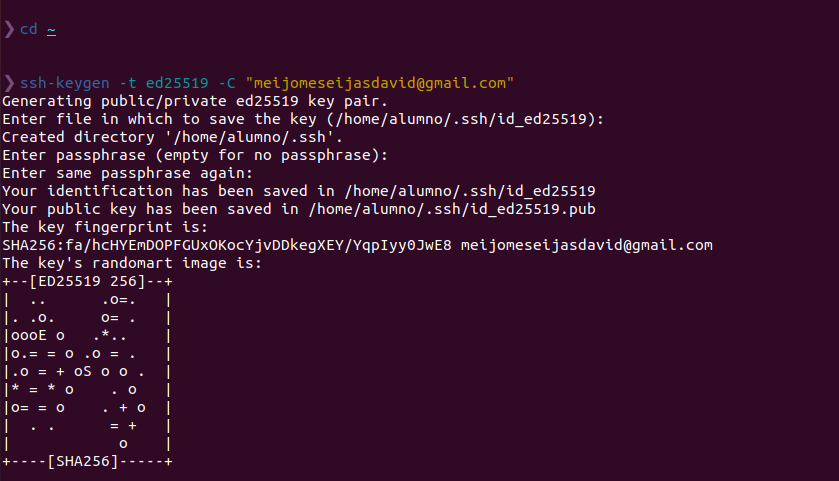 ❯ cd ~
❯ ssh-keygen -t ed25519 -C "meijomeseijasdavid@gmail.com"
Generating public/private ed25519 key pair.
Enter file in which to save the key (/home/alumno/.ssh/id_ed25519):
Created directory '/home/alumno/.ssh'.
Enter passphrase (empty for no passphrase):
Enter same passphrase again:
Your identification has been saved in /home/alumno/.ssh/id_ed25519
Your public key has been saved in /home/alumno/.ssh/id_ed25519.pub
The key fingerprint is:
SHA256:fa/hcHYEmDOPFGUxOKocYjvDDkegXEY/YqpIyy0JwE8 meijomeseijasdavid@gmail.com
The key's randomart image is:
+--[ED25519 256]--+
|  ..      .o=.   |
|. .o.     o= .   |
|oooE o   .*..    |
|o.= = o .o = .   |
|.o = + oS o o .  |
|* = * o    . o   |
|o= = o    . + o  |
|  . .      = +   |
|            o    |
+----[SHA256]-----+